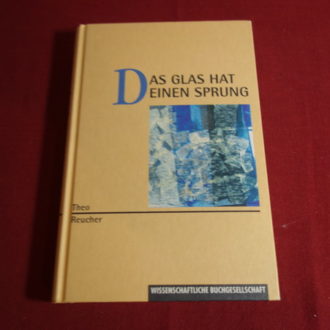 DAS GLAS HAT
EINEN SPRUNG
Theo
Reucher
WISSENSCHAFTLICHE BUCHGESELLSCHAFT